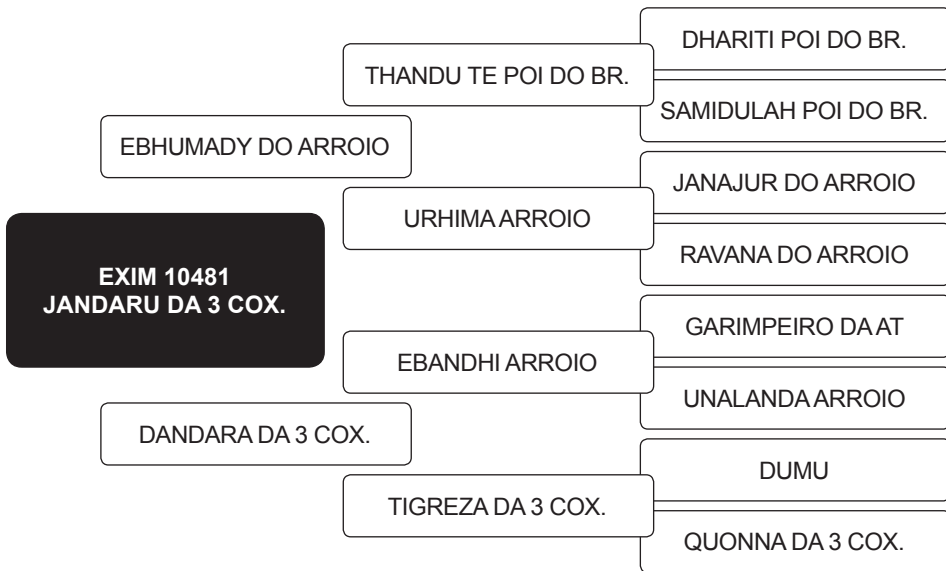 DHARITI POI DO BR.
THANDU TE POI DO BR.
SAMIDULAH POI DO BR.
EBHUMADY DO ARROIO
JANAJUR DO ARROIO
URHIMA ARROIO
RAVANA DO ARROIO
EXIM 10481
JANDARU DA 3 COX.
GARIMPEIRO DA AT
EBANDHI ARROIO
UNALANDA ARROIO
DANDARA DA 3 COX.
DUMU
TIGREZA DA 3 COX.
QUONNA DA 3 COX.